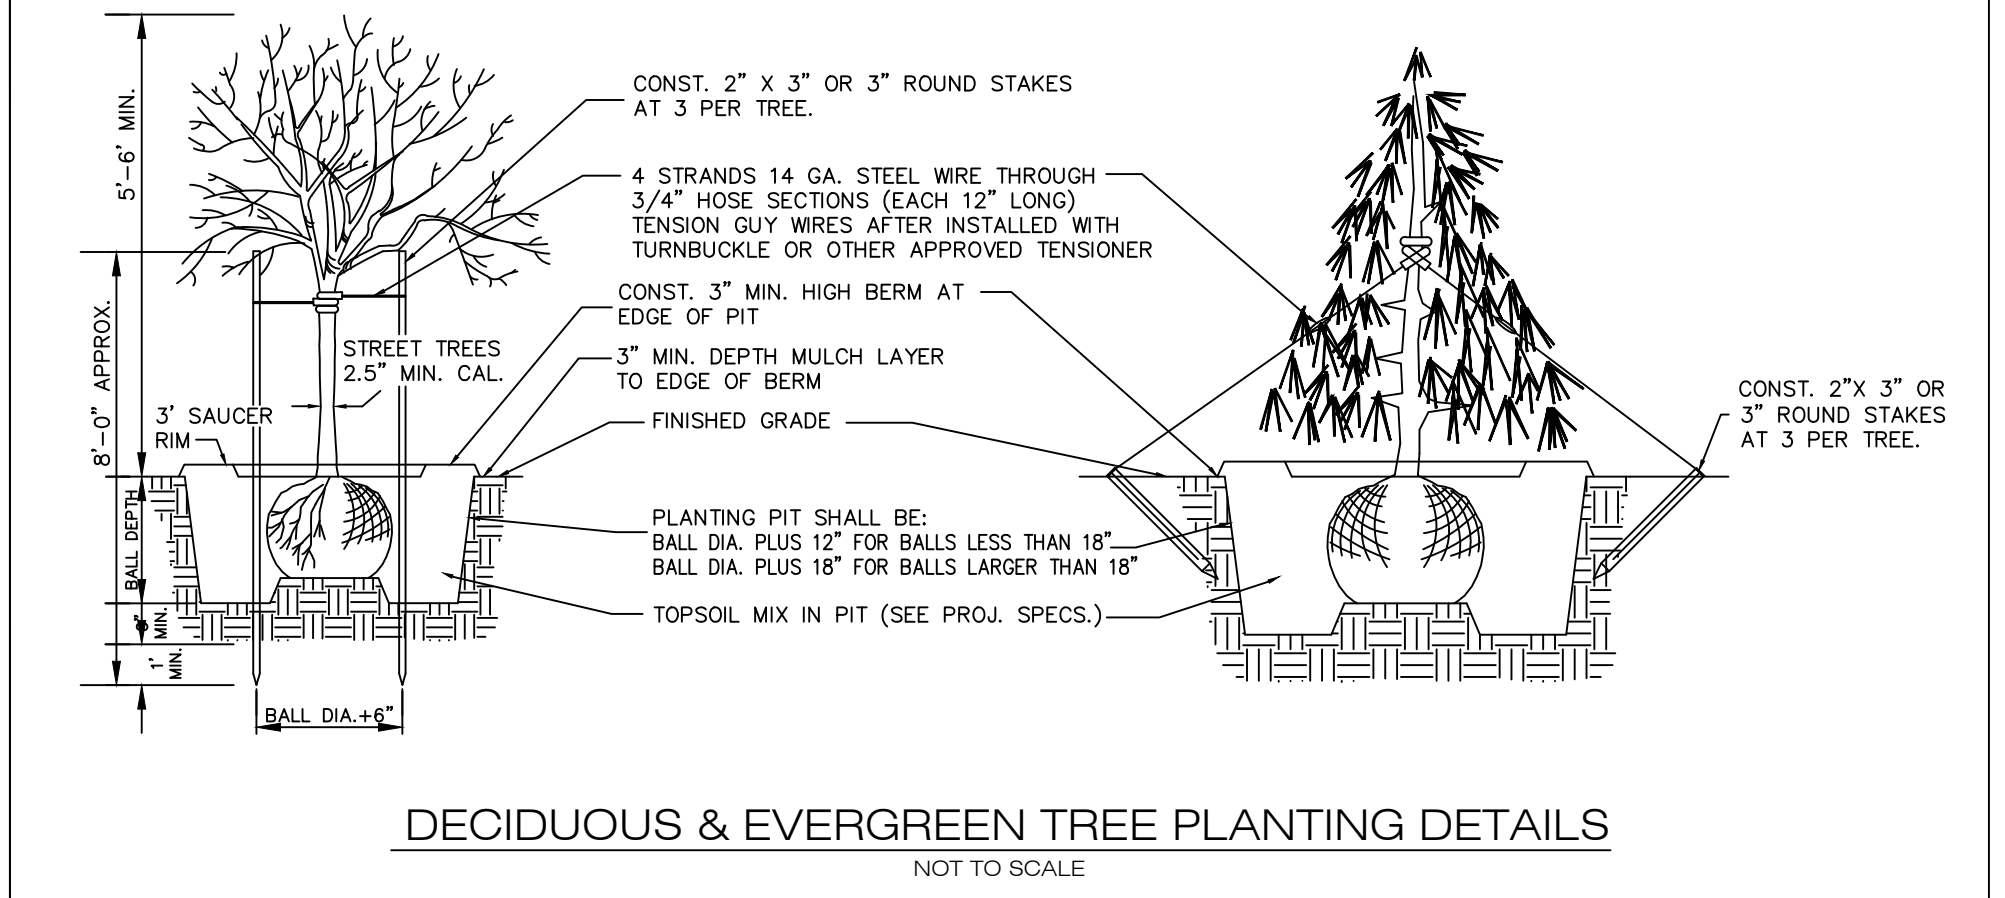 5'-6' MIN.
8'-0" APPROX.
BALL DEPTH
MIN.
1'
MIN.
BALL DIA.+6"
3' SAUCER
RIM
STREET TREES
2.5" MIN. CAL.
CONST. 2" X 3" OR 3" ROUND STAKES
AT 3 PER TREE.
4 STRANDS 14 GA. STEEL WIRE THROUGH
3/4" HOSE SECTIONS (EACH 12" LONG)
TENSION GUY WIRES AFTER INSTALLED WITH
TURNBUCKLE OR OTHER APPROVED TENSIONER
CONST. 3" MIN. HIGH BERM AT
EDGE OF PIT
3" MIN. DEPTH MULCH LAYER
TO EDGE OF BERM
FINISHED GRADE
PLANTING PIT SHALL BE:
BALL DIA. PLUS 12" FOR BALLS LESS THAN 18"
BALL DIA. PLUS 18" FOR BALLS LARGER THAN 18"
TOPSOIL MIX IN PIT (SEE PROJ. SPECS.)
CONST. 2"X 3" OR
3" ROUND STAKES
AT 3 PER TREE.
DECIDUOUS & EVERGREEN TREE PLANTING DETAILS
NOT TO SCALE